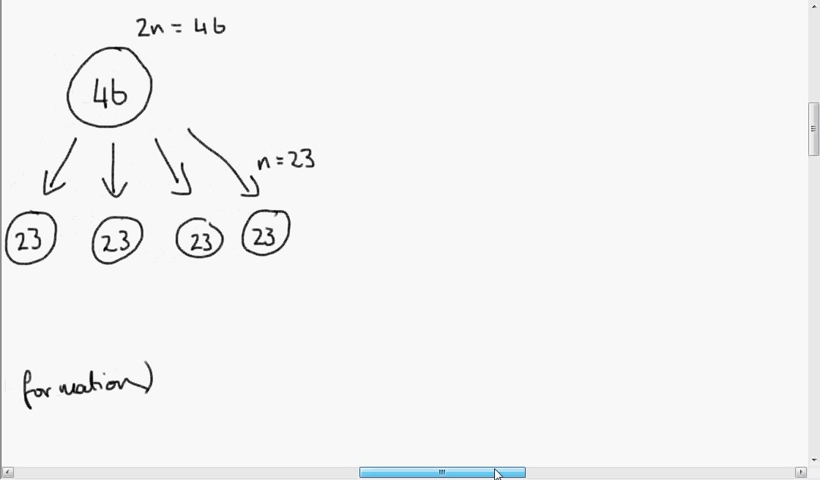 2n = 46
46
n = 23
23 23 23 23
formation)